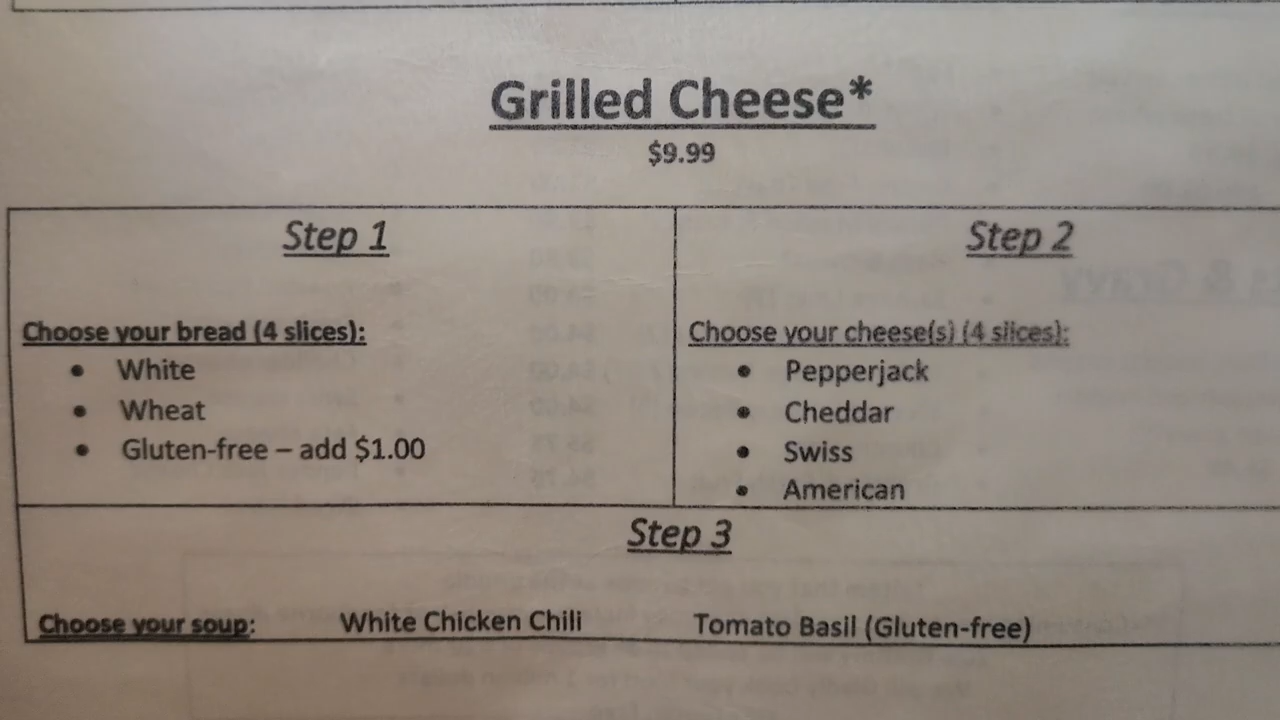 Grilled Cheese*
$9.99
Step 1
Choose your bread (4 slices):
• White
• Wheat
• Gluten-free – add $1.00
Step 2
Choose your cheese(s) (4 slices):
• Pepperjack
• Cheddar
• Swiss
• American
Step 3
Choose your soup: White Chicken Chili Tomato Basil (Gluten-free)